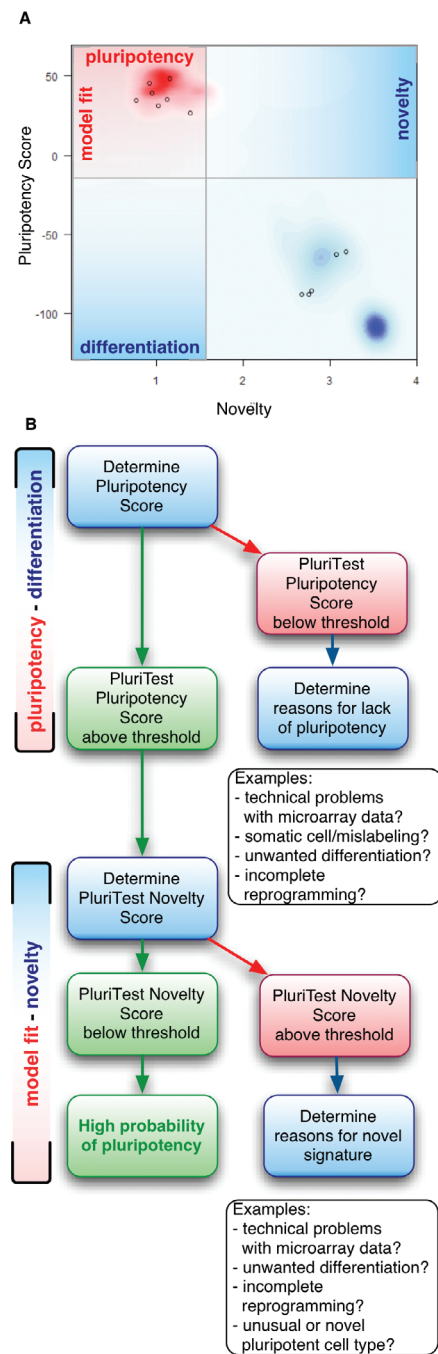 A
pluripotency
model fit
novelty
differentiation
Pluripotency Score
50
0
-50
-100
1
2
3
4
Novelty
B
pluripotency - differentiation
Determine
Pluripotency
Score
PluriTest
Pluripotency
Score
below threshold
PluriTest
Pluripotency
Score
above threshold
Determine
reasons for lack
of pluripotency
Examples:
- technical problems
with microarray data?
- somatic cell/mislabeling?
- unwanted differentiation?
- incomplete
reprogramming?
model fit - novelty
Determine
PluriTest Novelty
Score
PluriTest Novelty
Score
below threshold
PluriTest Novelty
Score
above threshold
High probability
of pluripotency
Determine
reasons for novel
signature
Examples:
- technical problems
with microarray data?
- unwanted differentiation?
- incomplete
reprogramming?
- unusual or novel
pluripotent cell type?